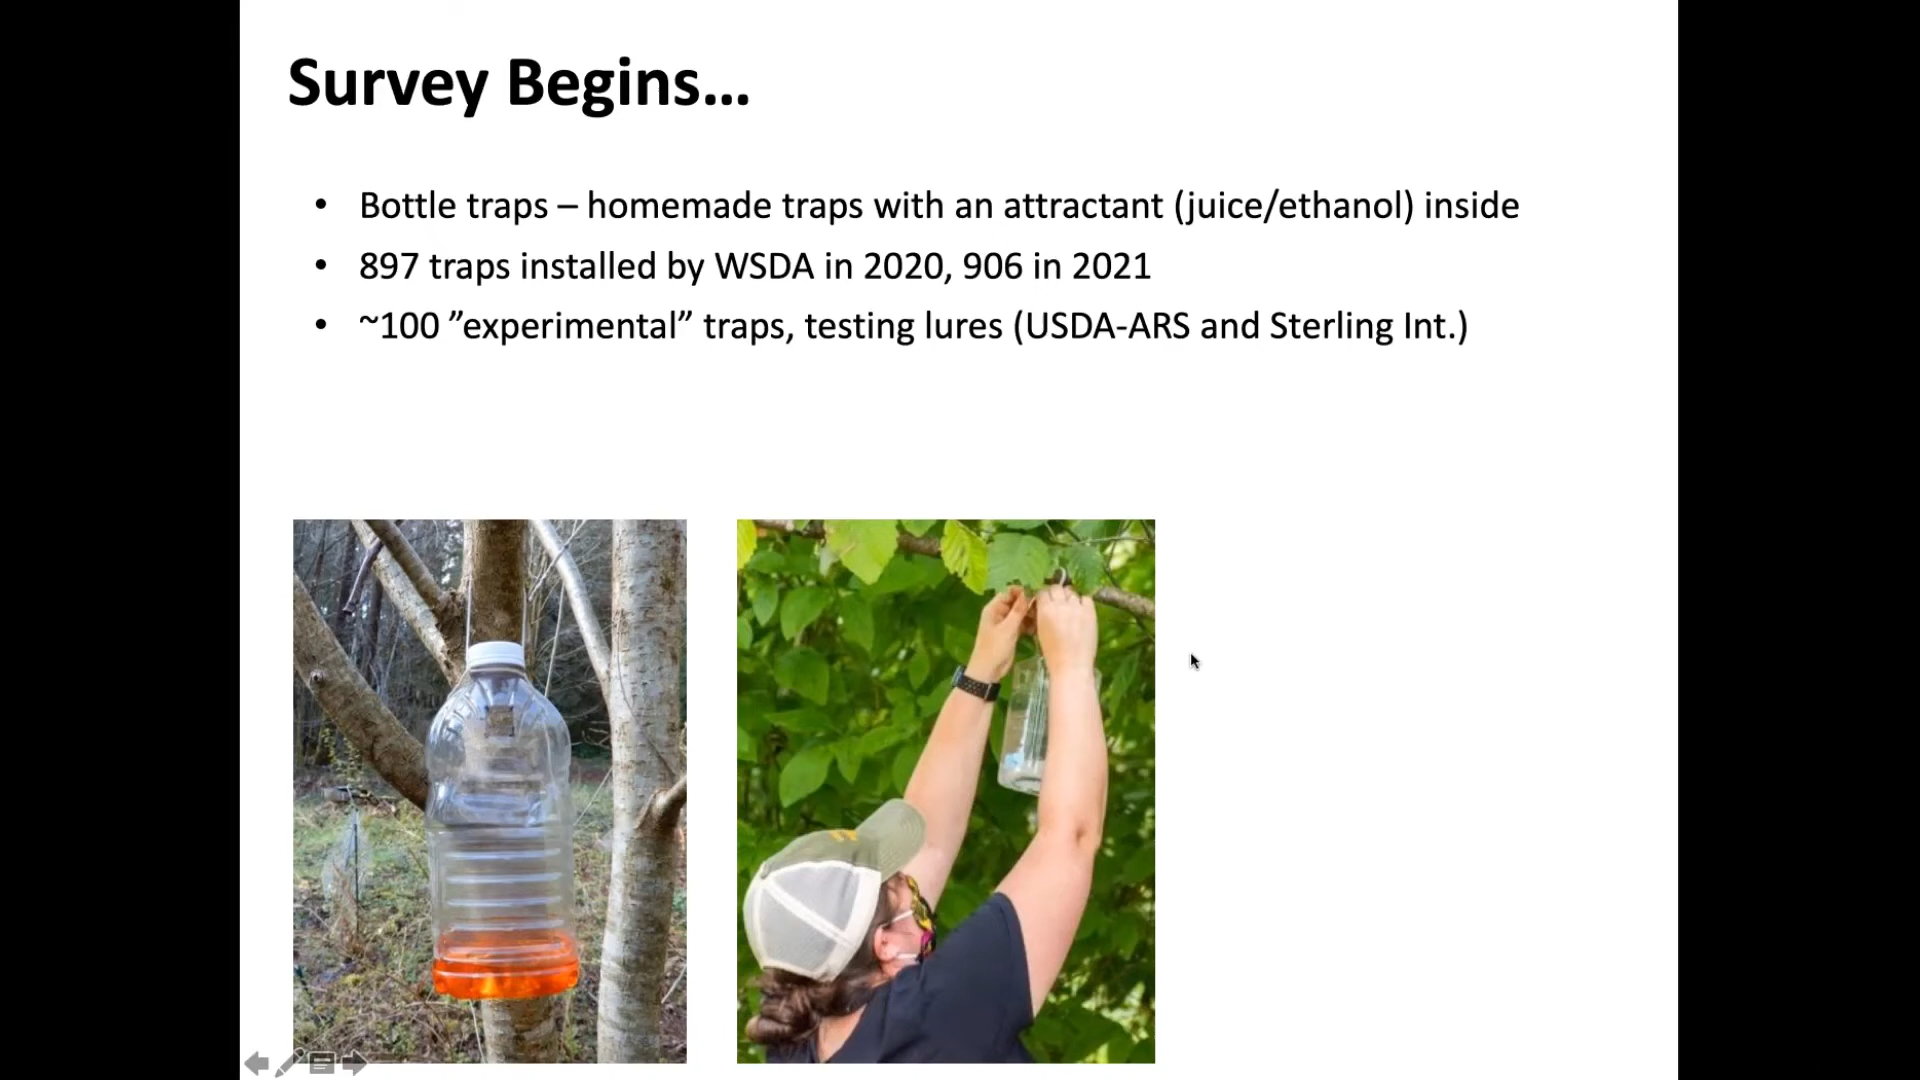 Survey Begins...
• Bottle traps – homemade traps with an attractant (juice/ethanol) inside
• 897 traps installed by WSDA in 2020, 906 in 2021
• ~100 ”experimental” traps, testing lures (USDA-ARS and Sterling Int.)